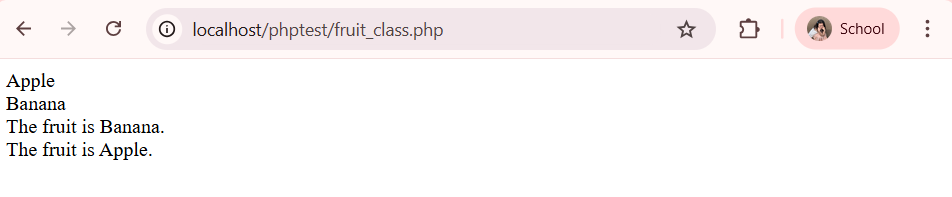 localhost/phptest/fruit_class.php
School
Apple
Banana
The fruit is Banana.
The fruit is Apple.